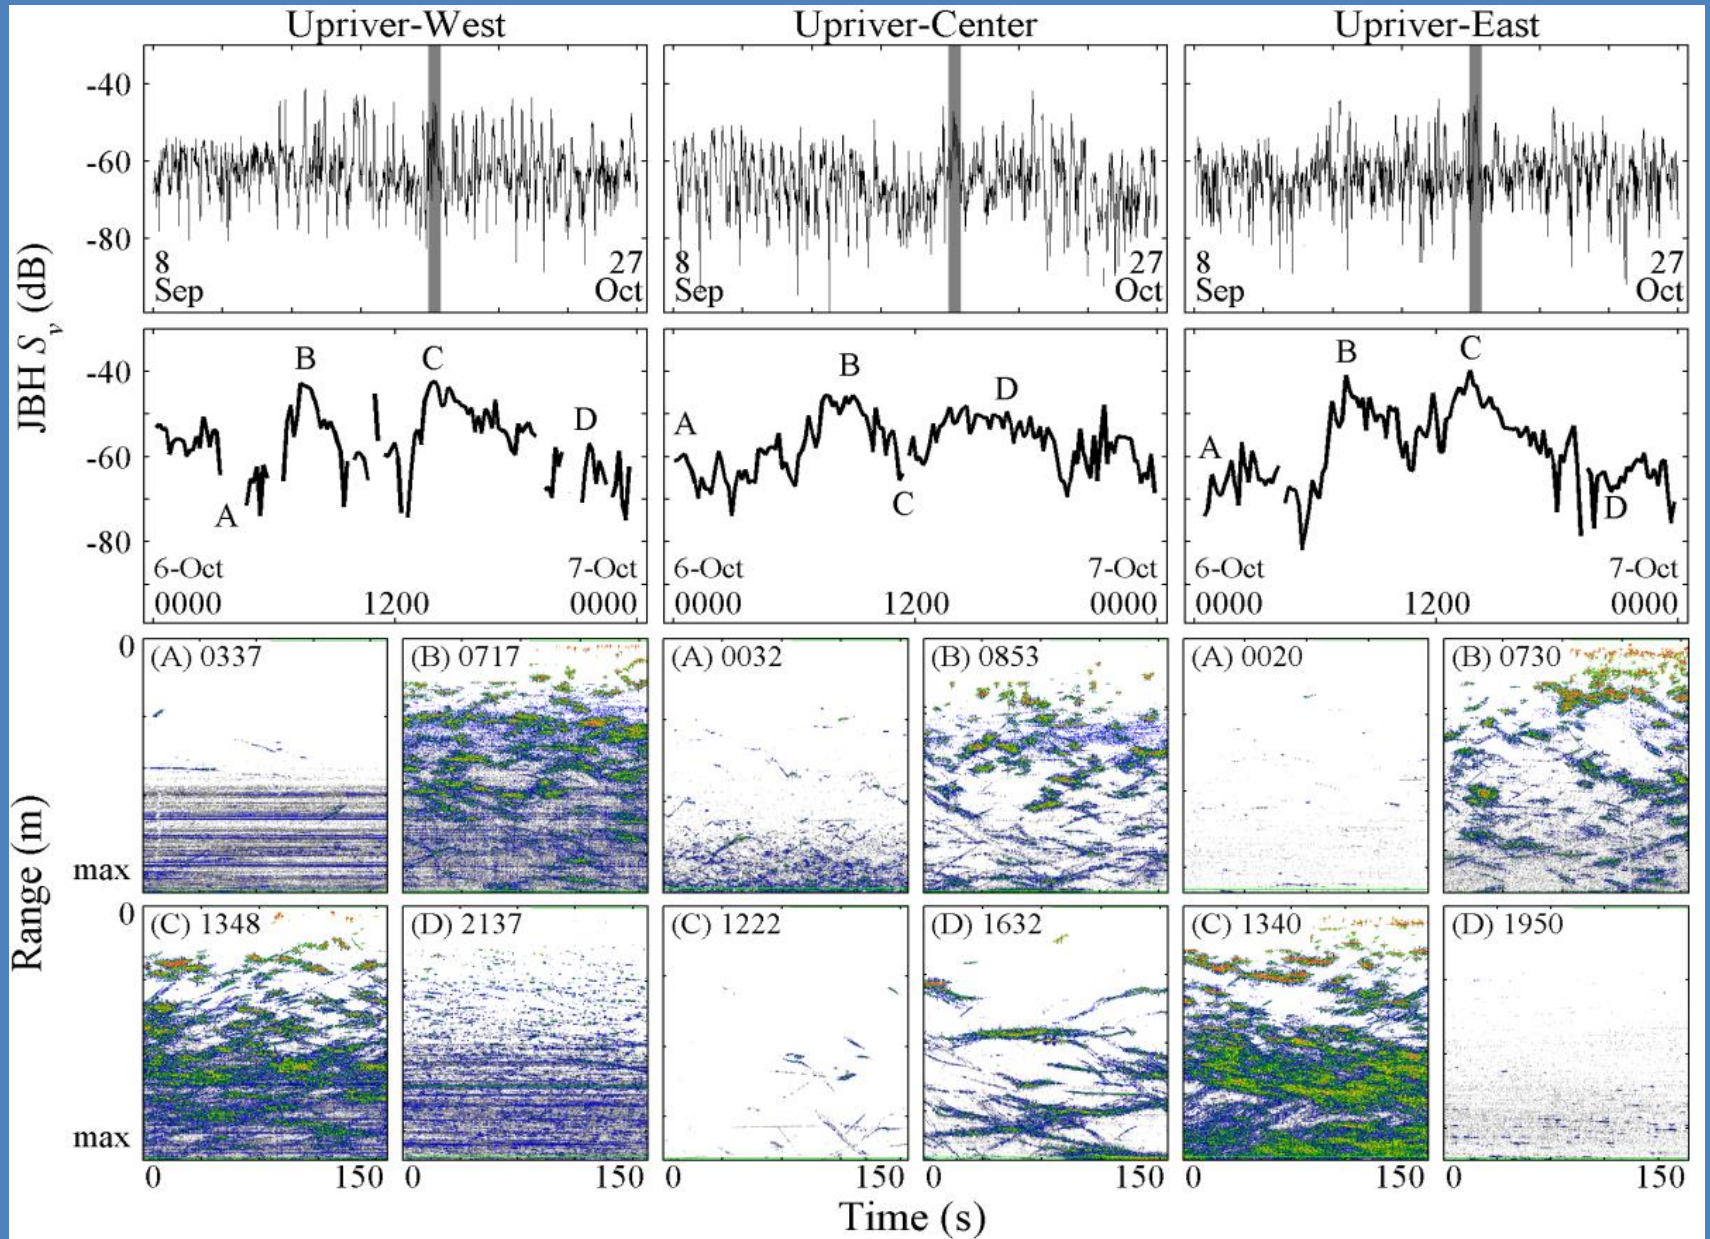 Upriver-West Upriver-Center Upriver-East
JBH Sv (dB)
-40
-60
-80
8 Sep 27 Oct
8 Sep 27 Oct
8 Sep 27 Oct
-40
-60
-80
B C
A D
6-Oct 7-Oct
0000 1200 0000
B D
A
C
6-Oct 7-Oct
0000 1200 0000
B C
A
D
6-Oct 7-Oct
0000 1200 0000
Range (m)
0
max
(A) 0337 (B) 0717 (A) 0032 (B) 0853 (A) 0020 (B) 0730
0
max
(C) 1348 (D) 2137 (C) 1222 (D) 1632 (C) 1340 (D) 1950
0 150 0 150 0 150 0 150 0 150 0 150
Time (s)